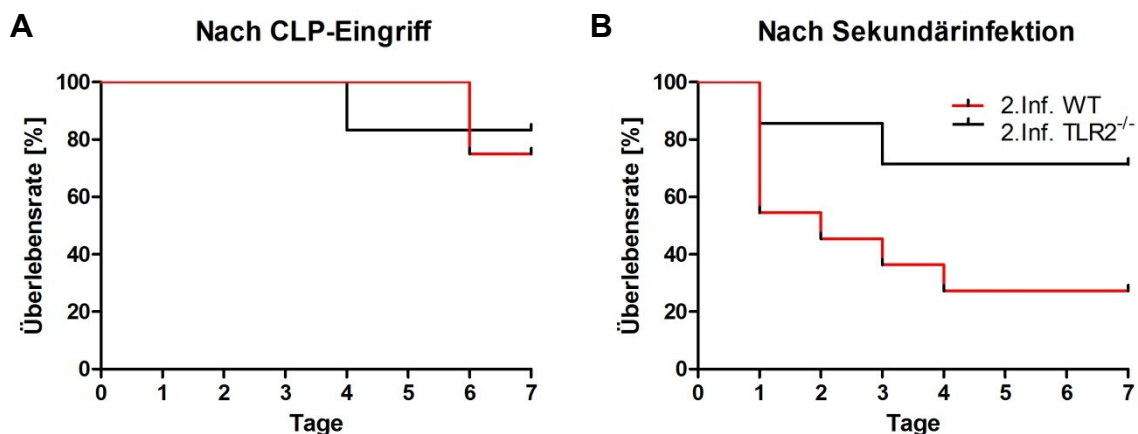 A
Nach CLP-Eingriff
Überlebensrate [%]
100
80
60
40
20
0
0 1 2 3 4 5 6 7
Tage
B
Nach Sekundärinfektion
2.Inf. WT
2.Inf. TLR2-/-
Überlebensrate [%]
100
80
60
40
20
0
0 1 2 3 4 5 6 7
Tage